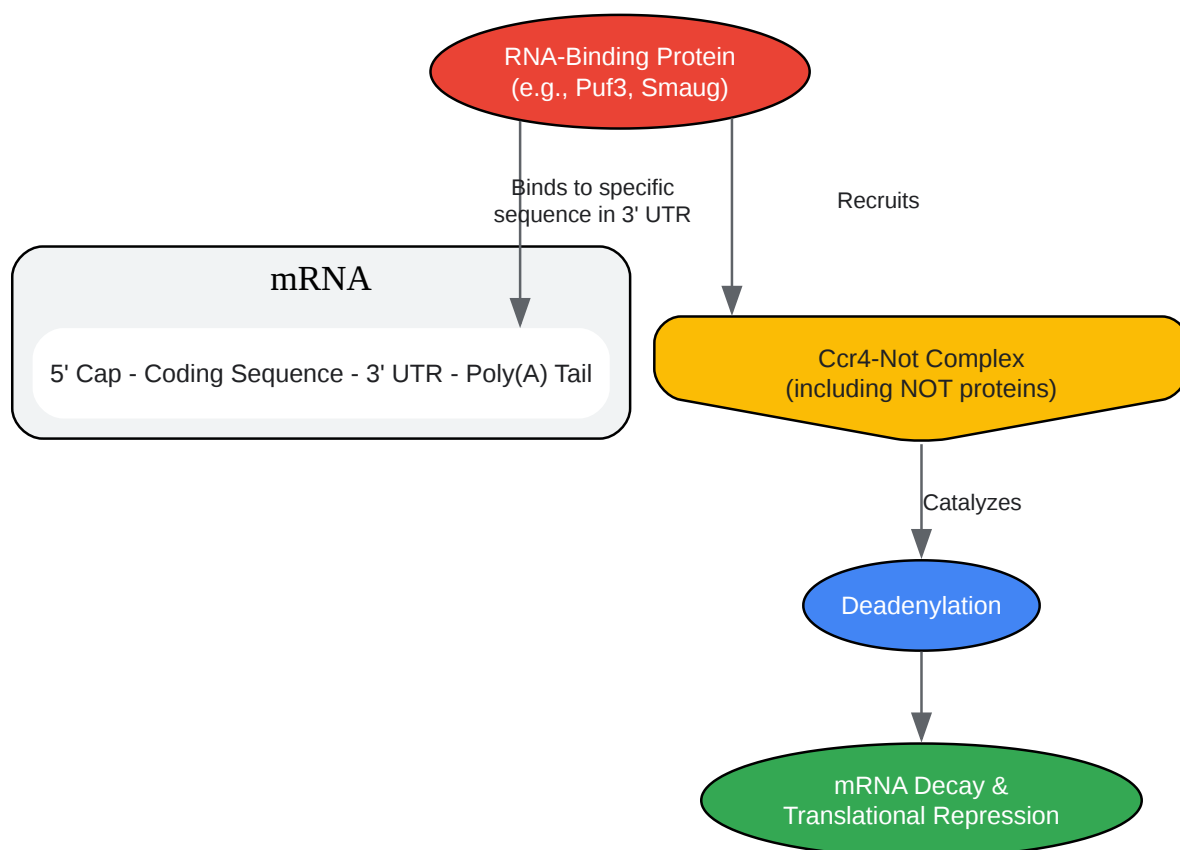 RNA-Binding Protein
(e.g., Puf3, Smaug)
Binds to specific
sequence in 3' UTR
Recruits
mRNA
5' Cap - Coding Sequence - 3' UTR - Poly(A) Tail
Ccr4-Not Complex
(including NOT proteins)
Catalyzes
Deadenylation
mRNA Decay &
Translational Repression